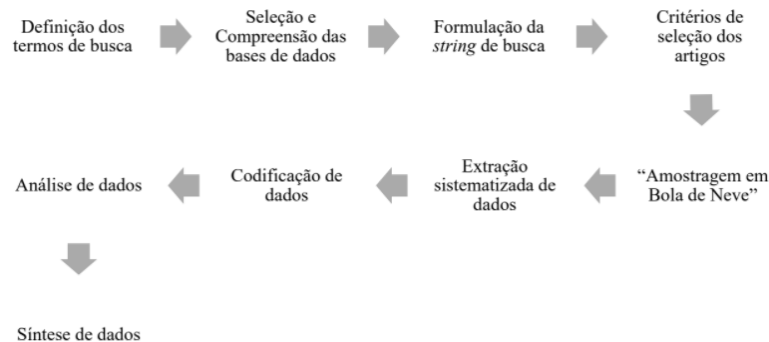 Definição dos
termos de busca
Seleção e
Compreensão das
bases de dados
Formulação da
string de busca
Critérios de
seleção dos
artigos
“Amostragem em
Bola de Neve”
Extração
sistematizada de
dados
Codificação de
dados
Análise de dados
Síntese de dados